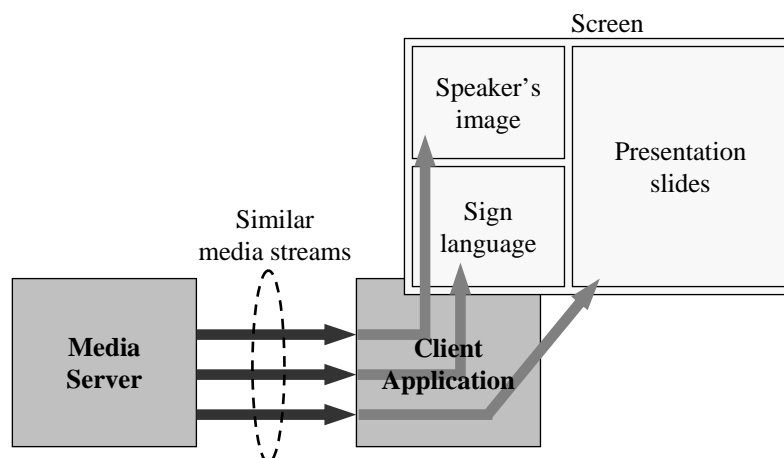 Screen
Speaker's
image
Presentation
slides
Sign
language
Similar
media streams
Media
Server
Client
Application